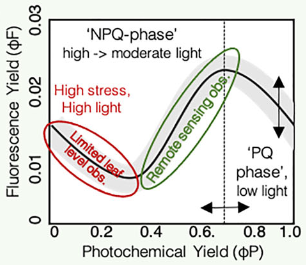 Fluorescence Yield (ϕF)
0.03
0.02
0.01
0
'NPQ-phase'
high -> moderate light
High stress,
High light
Limited leaf
level obs.
Remote sensing obs.
'PQ
phase',
low light
0 0.2 0.4 0.6 0.8 1.0
Photochemical Yield (ϕP)